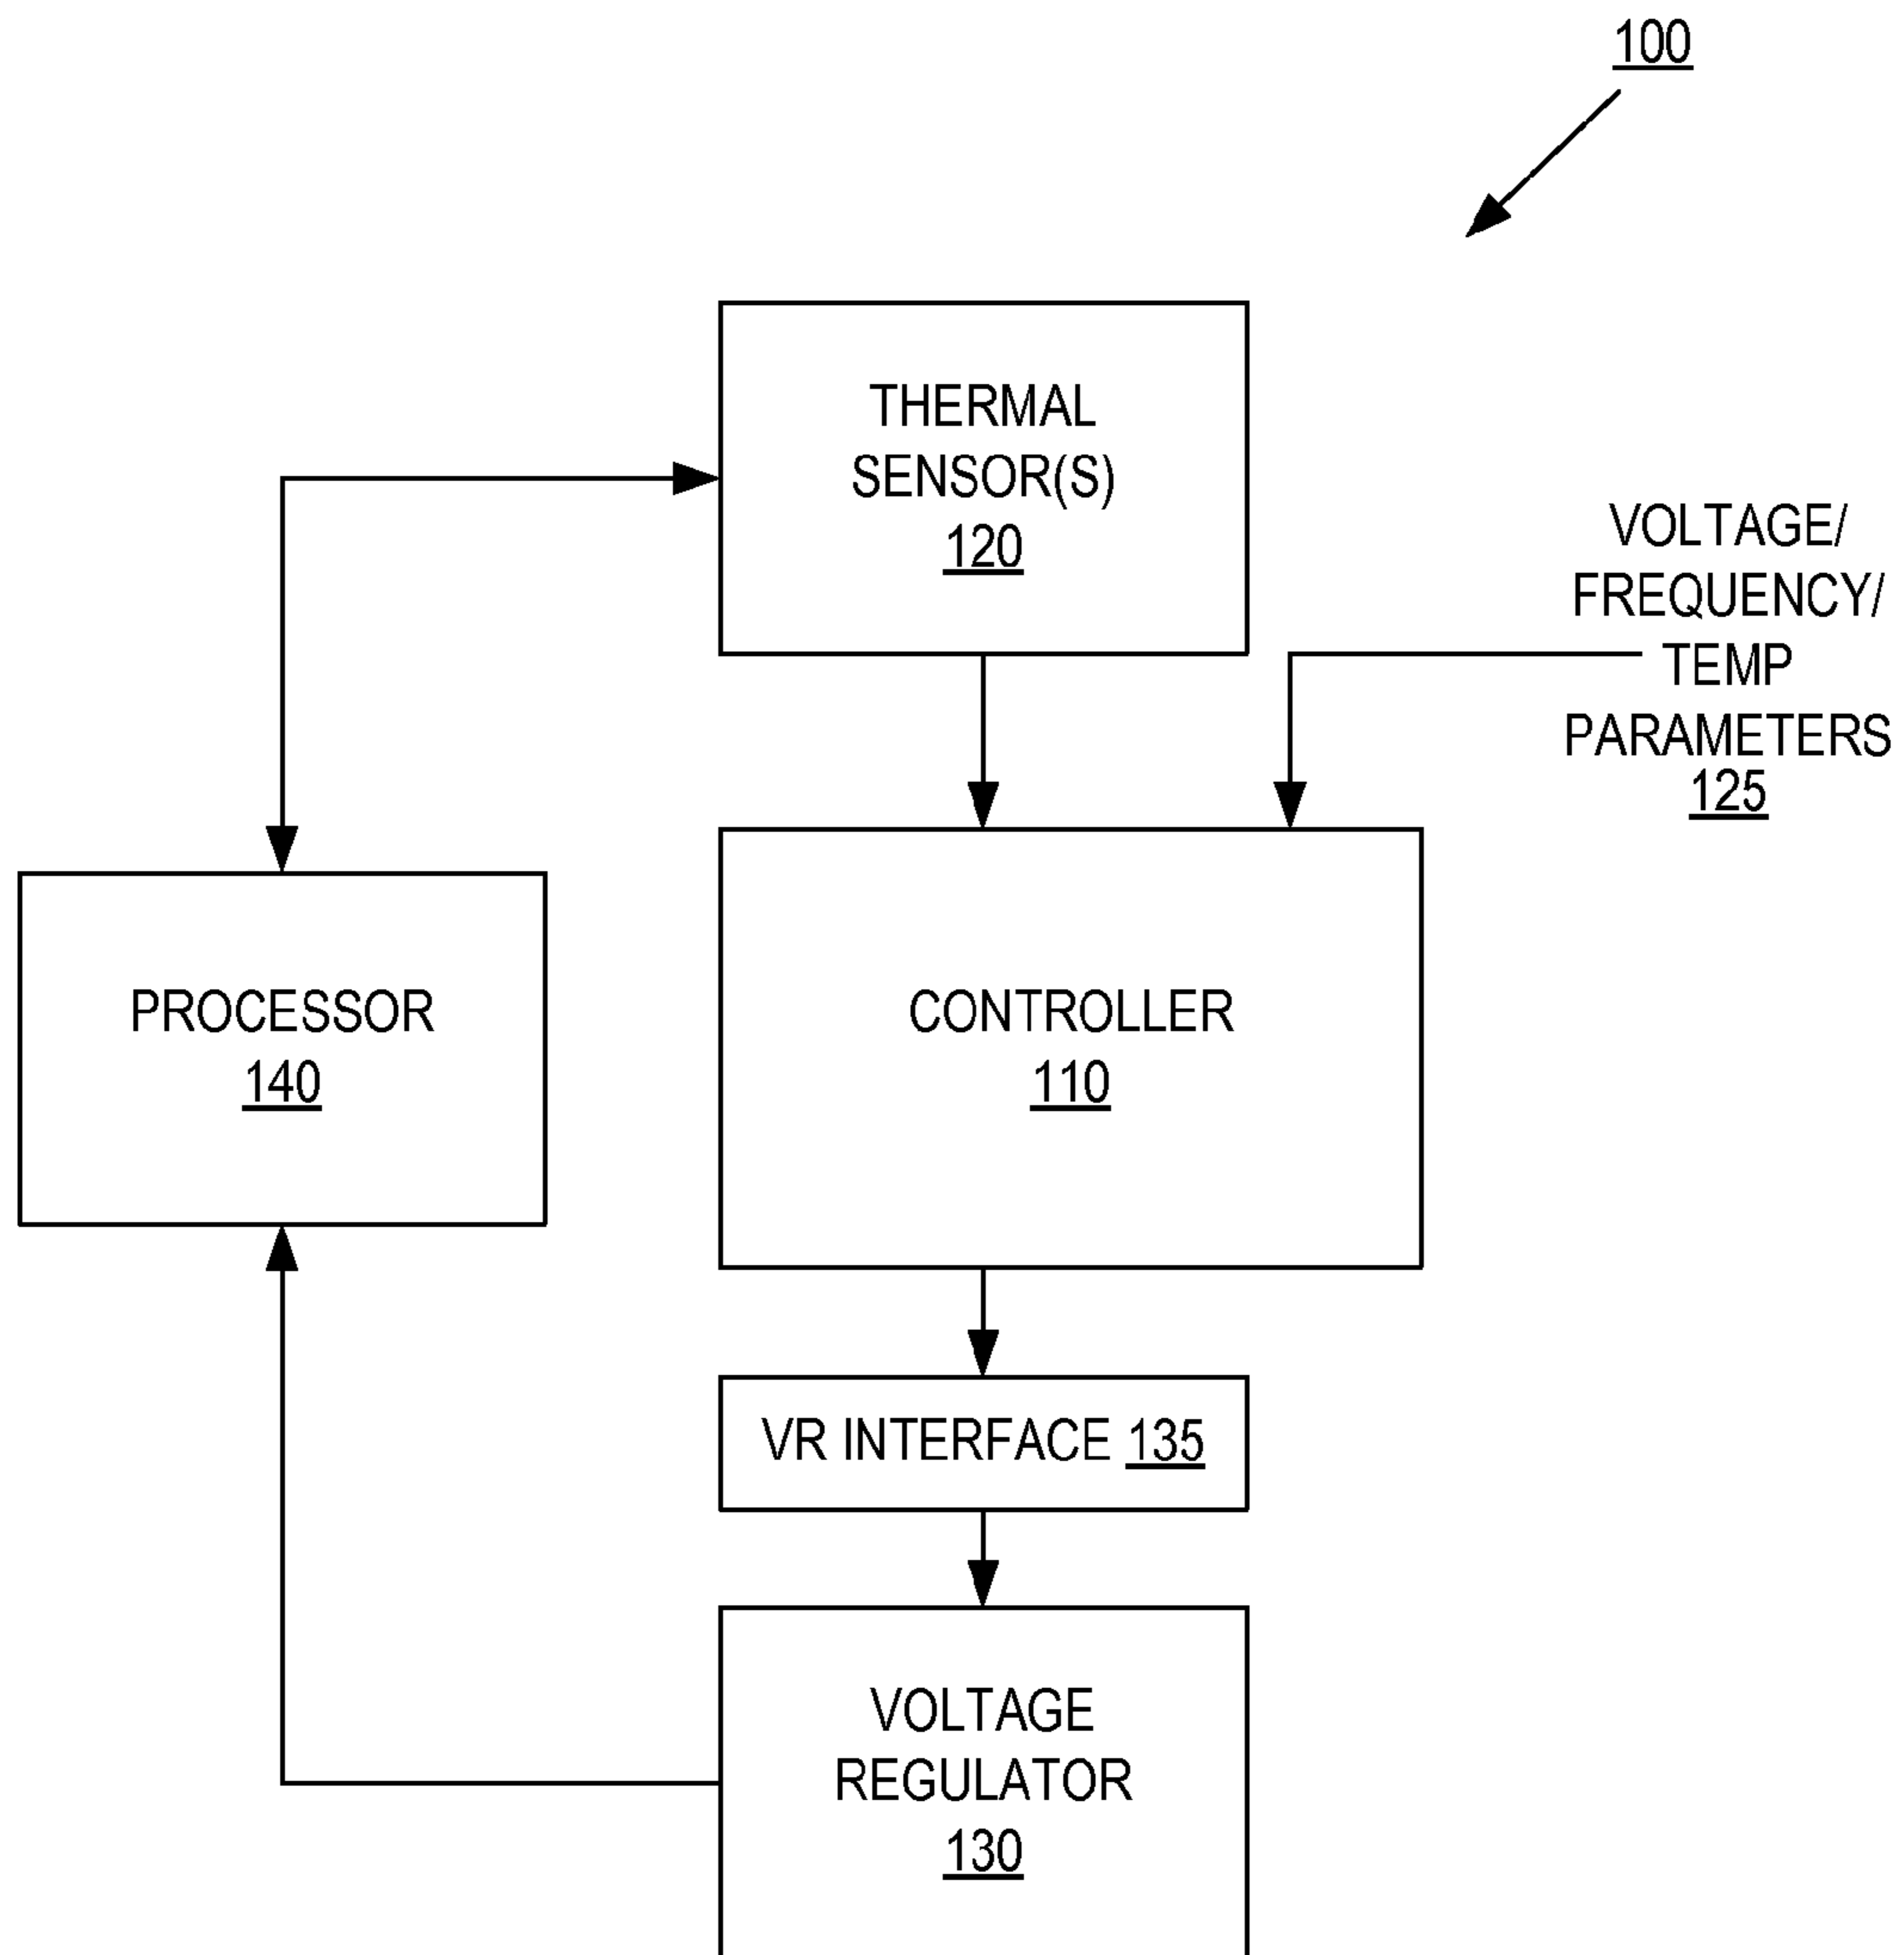 100
THERMAL
SENSOR(S)
120
VOLTAGE/
FREQUENCY/
TEMP
PARAMETERS
125
PROCESSOR
140
CONTROLLER
110
VR INTERFACE 135
VOLTAGE
REGULATOR
130